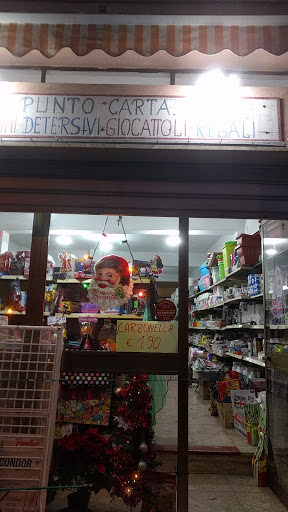 PUNTO CARTA
DETERSIVI - GIOCATTOLI - REGALI
CARBONELLA
€ 1,90
CONDOR